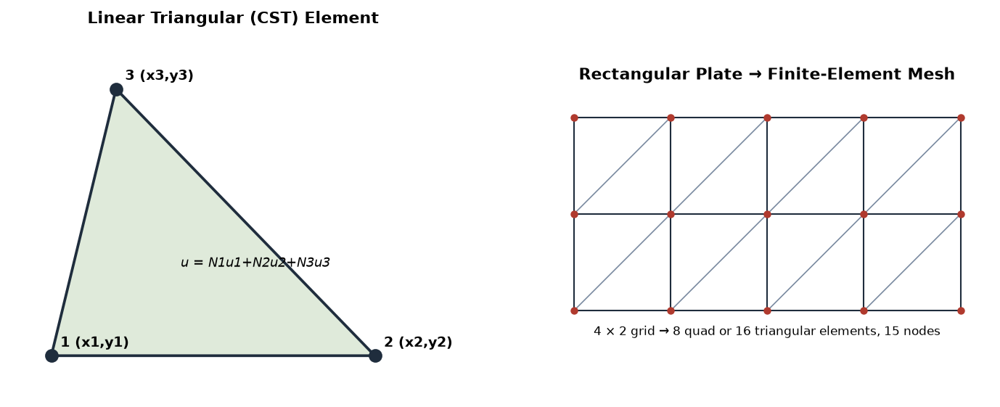 Linear Triangular (CST) Element
3 (x3,y3)
u = N1u1+N2u2+N3u3
1 (x1,y1)
2 (x2,y2)
Rectangular Plate → Finite-Element Mesh
4 × 2 grid → 8 quad or 16 triangular elements, 15 nodes